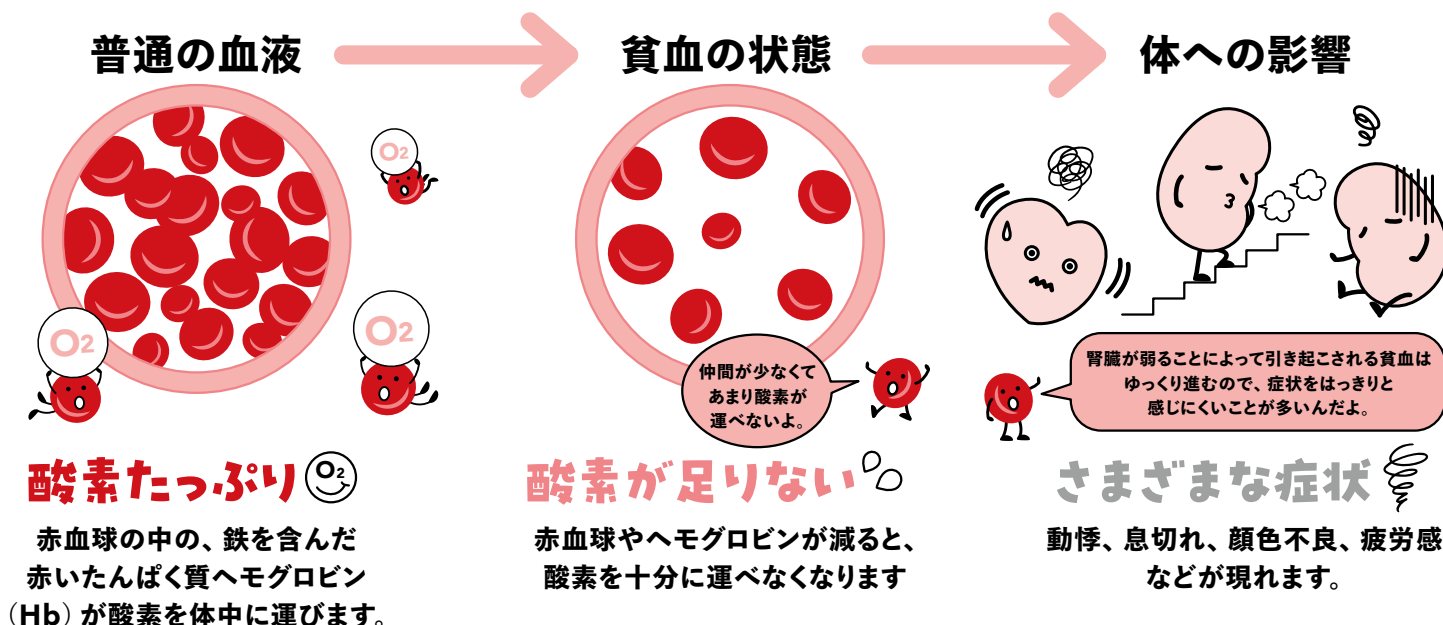 普通の血液
O2
O2
O2
酸素たっぷり
O2
赤血球の中の、鉄を含んだ
赤いたんぱく質ヘモグロビン
（Hb）が酸素を体中に運びます。
貧血の状態
仲間が少なくて
あまり酸素が
運べないよ。
酸素が足りない
赤血球やヘモグロビンが減ると、
酸素を十分に運べなくなります
体への影響
腎臓が弱ることによって引き起こされる貧血は
ゆっくり進むので、症状をはっきりと
感じにくいことが多いんだよ。
さまざまな症状
動悸、息切れ、顔色不良、疲労感
などが現れます。